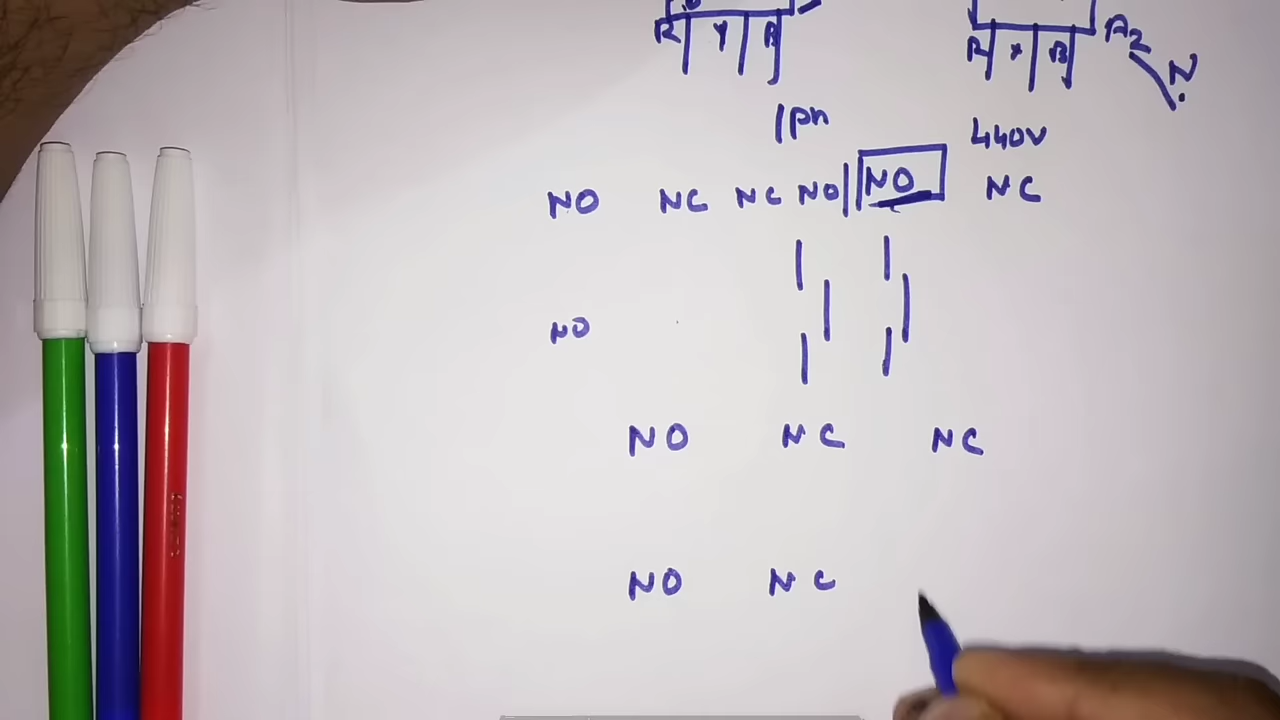 R Y B R Y B A2 N
1ph 440V
NO NC NC NO NO NC
NO
NO NC NC
NO NC